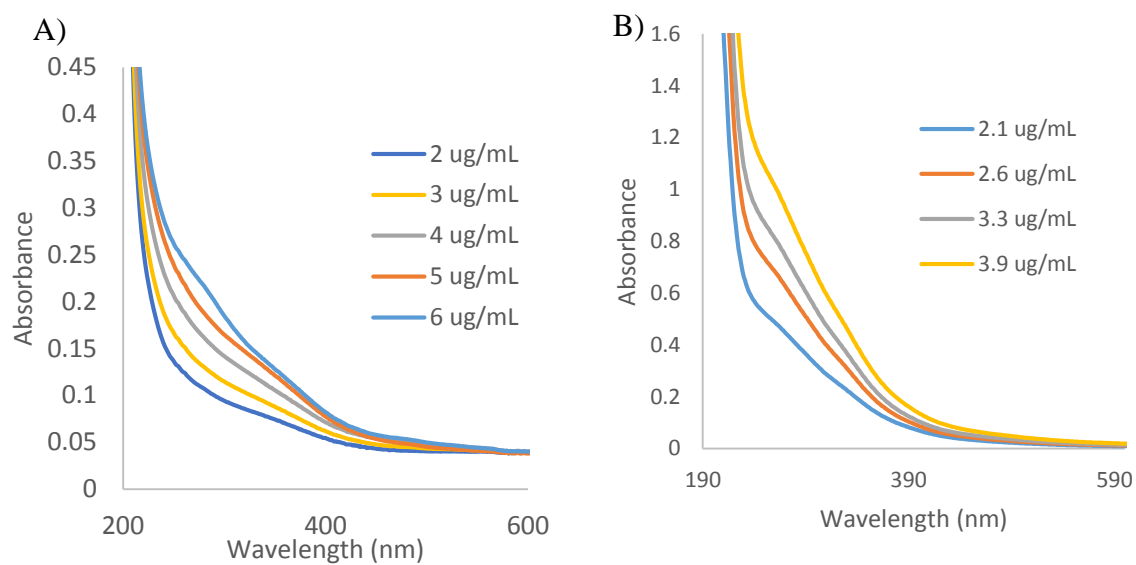 A)
0.45
0.4
0.35
0.3
0.25
0.2
0.15
0.1
0.05
0
Absorbance
200
400
600
Wavelength (nm)
2 ug/mL
3 ug/mL
4 ug/mL
5 ug/mL
6 ug/mL
B)
1.6
1.4
1.2
1
0.8
0.6
0.4
0.2
0
Absorbance
190
390
590
Wavelength (nm)
2.1 ug/mL
2.6 ug/mL
3.3 ug/mL
3.9 ug/mL